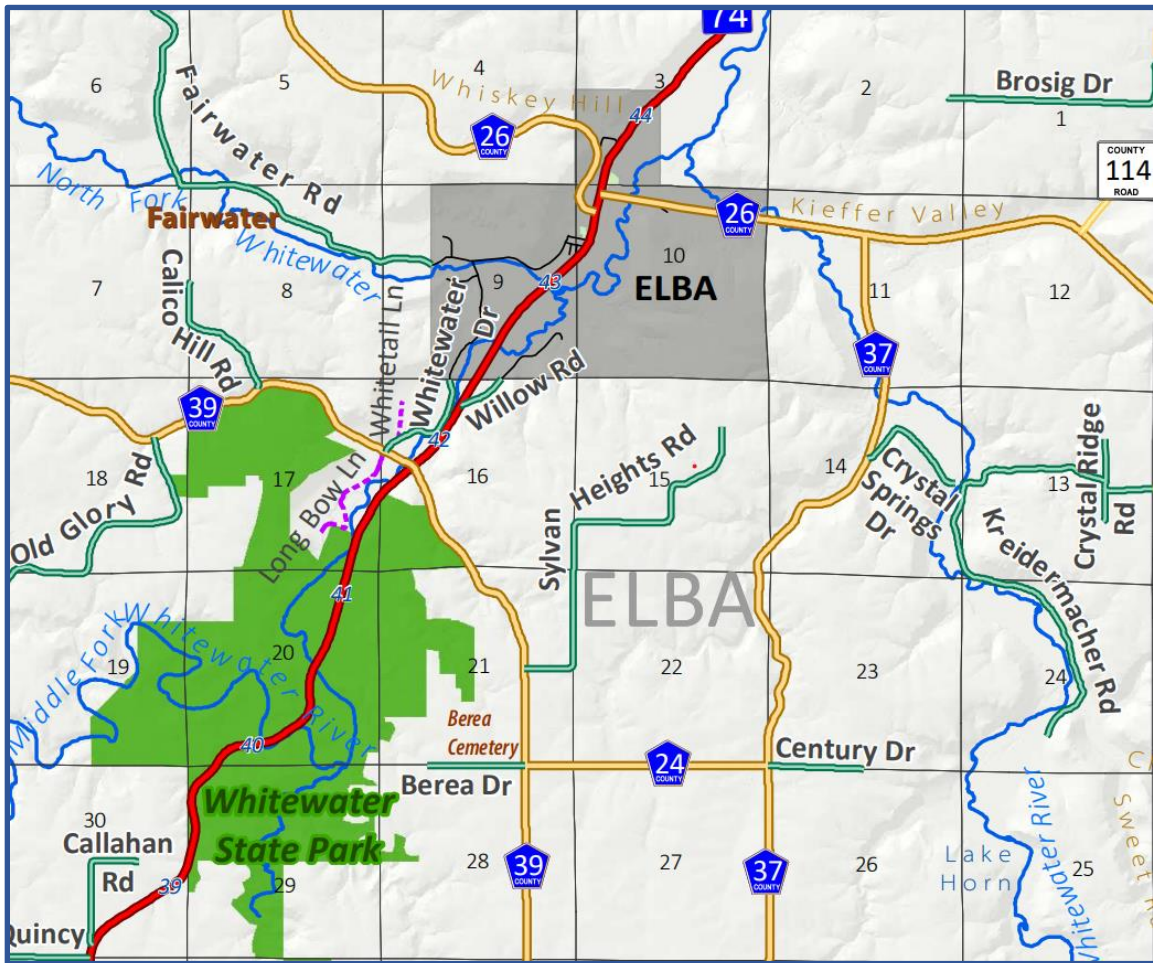 74
4
3
2
6
5
Brosig Dr
1
Fairwater Rd
Whiskey Hill
26
COUNTY
44
COUNTY
114
ROAD
North Fork
Whitewater
Fairwater
26
COUNTY
Kieffer Valley
7
8
9
43
10
ELBA
11
12
Calico
Hill Rd
Whitetail Ln
Whitewater
Dr
Willow Rd
37
COUNTY
39
COUNTY
42
18
17
16
15
14
13
Old Glory Rd
Long Bow Ln
Sylvan
Heights Rd
Crystal
Springs
Dr
Crystal Ridge
Rd
Kreidermacher Rd
41
ELBA
Middle Fork
Whitewater
River
19
20
21
22
23
24
Berea
Cemetery
40
24
COUNTY
Century Dr
Berea Dr
Whitewater
State Park
30
Callahan
Rd
39
29
28
39
COUNTY
27
37
COUNTY
26
Lake
Horn
25
Whitewater River
Sweet
Quincy